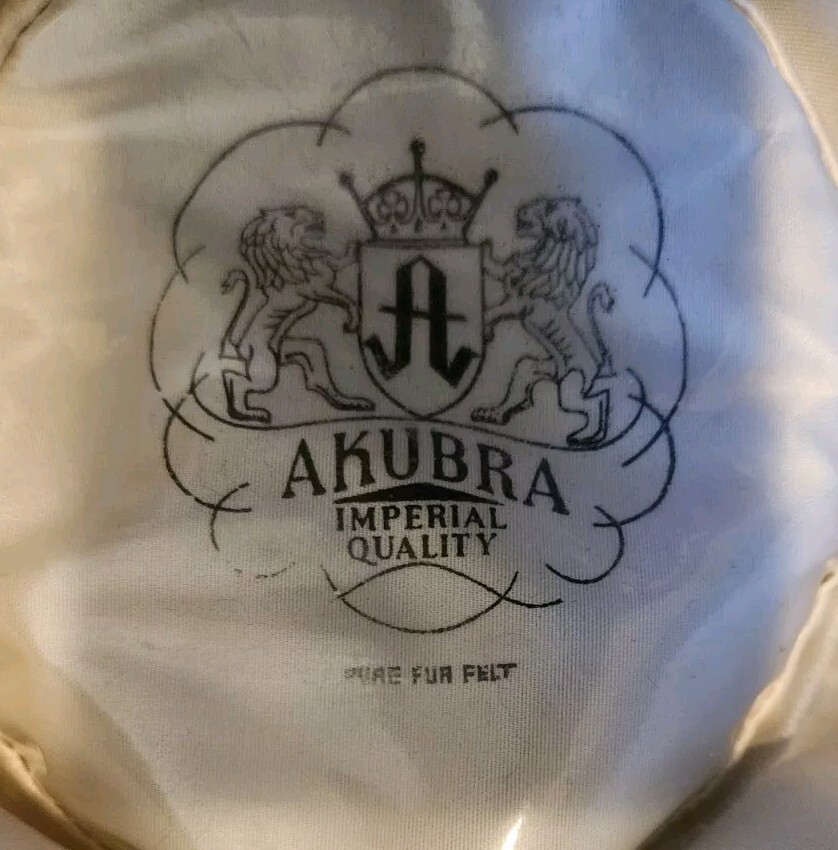 A
AKUBRA
IMPERIAL
QUALITY
PURE FUR FELT